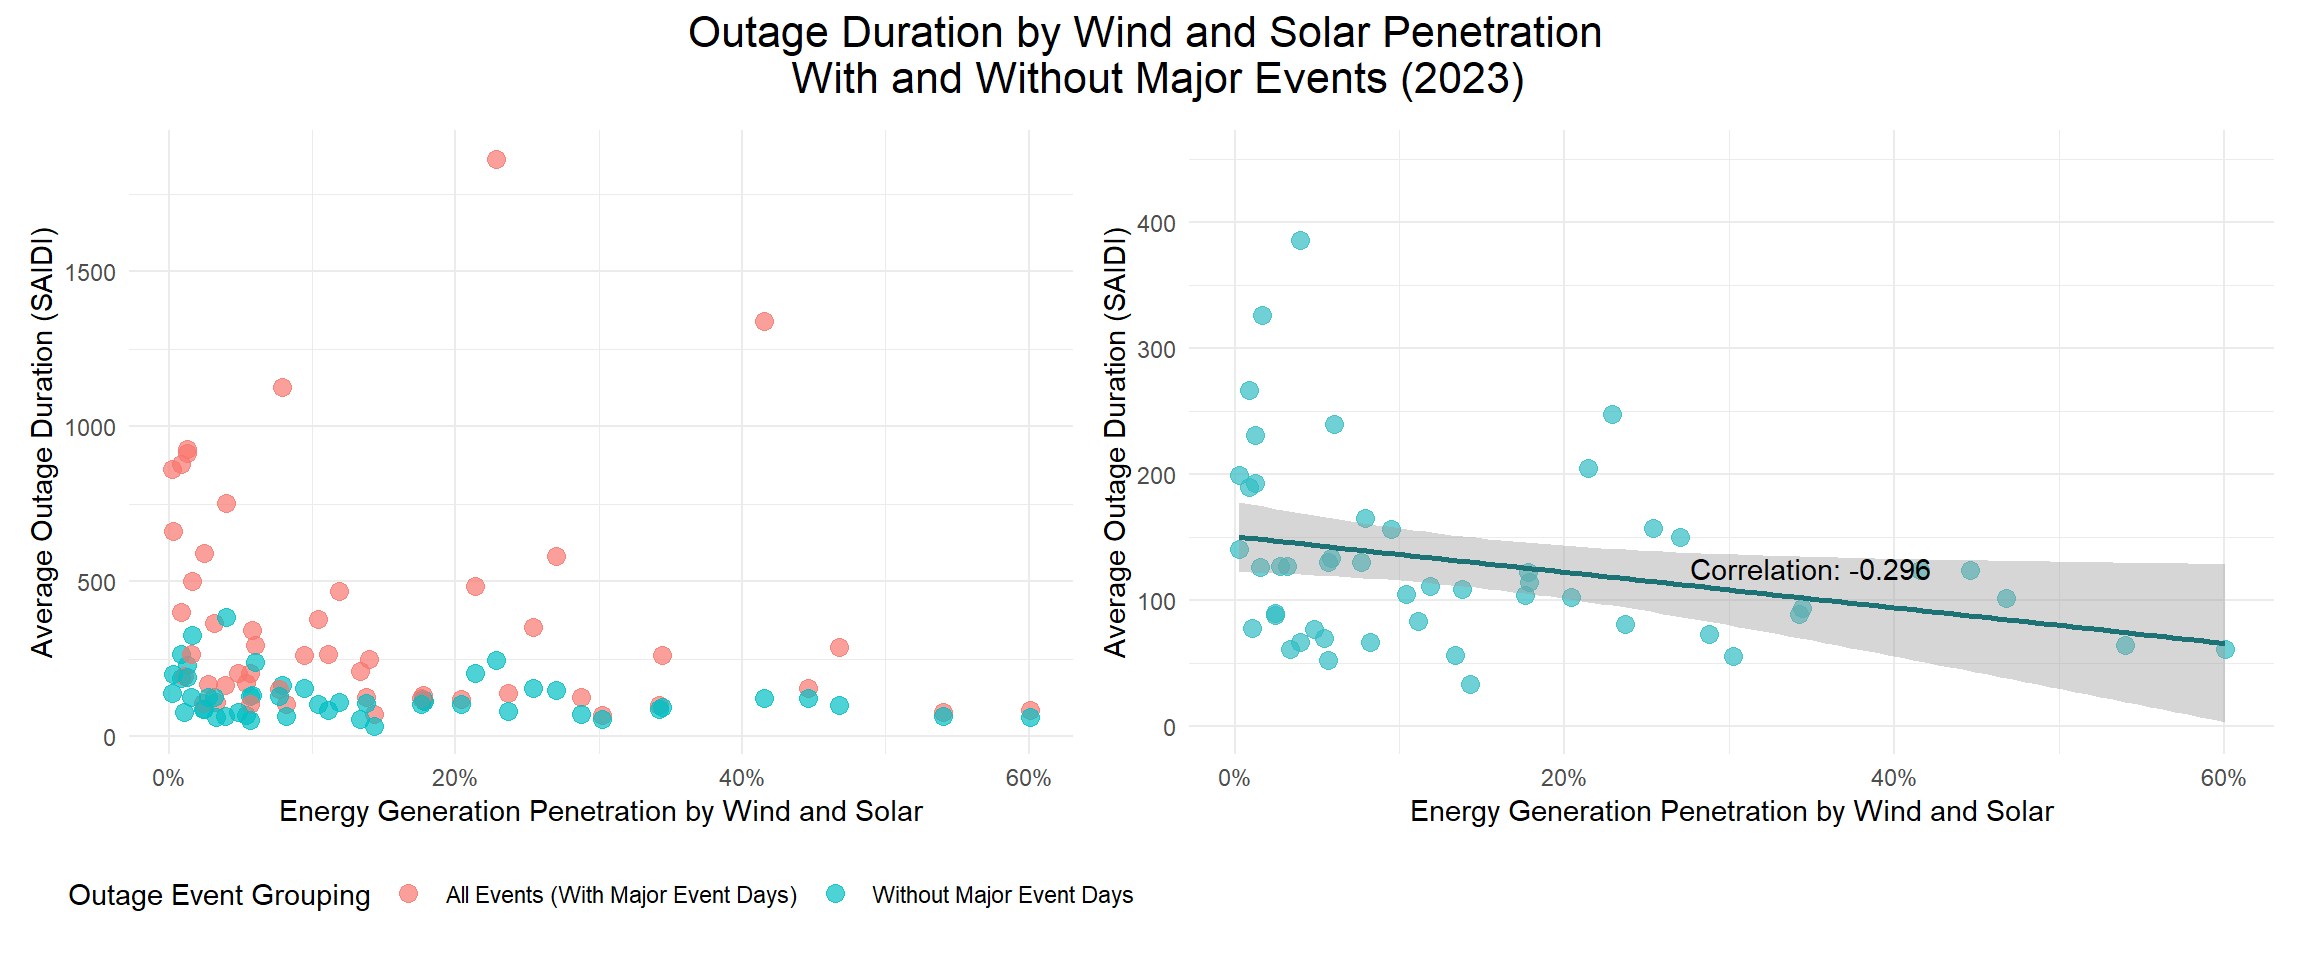 Outage Duration by Wind and Solar Penetration
With and Without Major Events (2023)
Average Outage Duration (SAIDI)
1500
1000
500
0
0%
20%
40%
60%
Energy Generation Penetration by Wind and Solar
Average Outage Duration (SAIDI)
400
300
200
100
0
Correlation: -0.296
0%
20%
40%
60%
Energy Generation Penetration by Wind and Solar
Outage Event Grouping
All Events (With Major Event Days)
Without Major Event Days